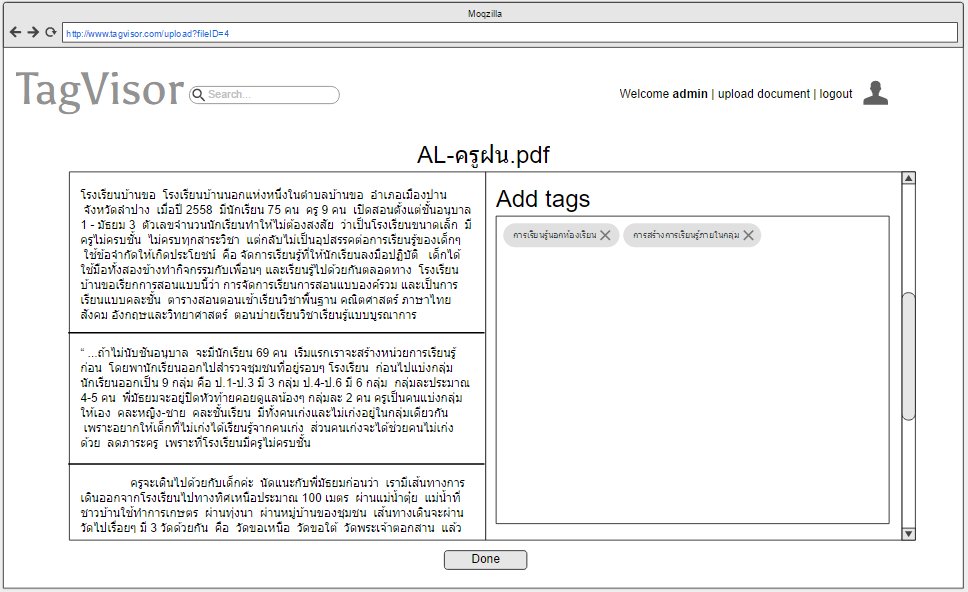 Moqzilla
http://www.tagvisor.com/upload?fileID=4
TagVisor
Search...
Welcome admin | upload document | logout
AL-ครูฝน.pdf
โรงเรียนบ้านขอ โรงเรียนบ้านนอกแห่งหนึ่งในตำบลบ้านขอ อำเภอเมืองปาน
จังหวัดลำปาง เมื่อปี 2558 มีนักเรียน 75 คน ครู 9 คน เปิดสอนตั้งแต่ชั้นอนุบาล
1 - มัธยม 3 ตัวเลขจำนวนนักเรียนทำให้ไม่ต้องสงสัย ว่าเป็นโรงเรียนขนาดเล็ก มี
ครูไม่ครบชั้น ไม่ครบทุกสาระวิชา แต่กลับไม่เป็นอุปสรรคต่อการเรียนรู้ของเด็กๆ
ใช้ข้อจำกัดให้เกิดประโยชน์ คือ จัดการเรียนรู้ที่ให้นักเรียนลงมือปฏิบัติ เด็กได้
ใช้มือทั้งสองข้างทำกิจกรรมกับเพื่อนๆ และเรียนรู้ไปด้วยกันตลอดทาง โรงเรียน
บ้านขอเรียกการสอนแบบนี้ว่า การจัดการเรียนการสอนแบบองค์รวม และเป็นการ
เรียนแบบคละชั้น ตารางสอนตอนเช้าเรียนวิชาพื้นฐาน คณิตศาสตร์ ภาษาไทย
สังคม อังกฤษและวิทยาศาสตร์ ตอนบ่ายเรียนวิชาเรียนรู้แบบบูรณาการ
“ ...ถ้าไม่นับชั้นอนุบาล จะมีนักเรียน 69 คน เริ่มแรกเราจะสร้างหน่วยการเรียนรู้
ก่อน โดยพานักเรียนออกไปสำรวจชุมชนที่อยู่รอบๆ โรงเรียน ก่อนไปแบ่งกลุ่ม
นักเรียนออกเป็น 9 กลุ่ม คือ ป.1-ป.3 มี 3 กลุ่ม ป.4-ป.6 มี 6 กลุ่ม กลุ่มละประมาณ
4-5 คน พี่มัธยมจะอยู่ปิดหัวท้ายคอยดูแลน้องๆ กลุ่มละ 2 คน ครูเป็นคนแบ่งกลุ่ม
ให้เอง คละหญิง-ชาย คละชั้นเรียน มีทั้งคนเก่งและไม่เก่งอยู่ในกลุ่มเดียวกัน
เพราะอยากให้เด็กที่ไม่เก่งได้เรียนรู้จากคนเก่ง ส่วนคนเก่งจะได้ช่วยคนไม่เก่ง
ด้วย ลดภาระครู เพราะที่โรงเรียนมีครูไม่ครบชั้น
ครูจะเดินไปด้วยกับเด็กค่ะ นัดแนะกับพี่มัธยมก่อนว่า เรามีเส้นทางการ
เดินออกจากโรงเรียนไปทางทิศเหนือประมาณ 100 เมตร ผ่านแม่น้ำตุ๋ย แม่น้ำที่
ชาวบ้านใช้ทำการเกษตร ผ่านทุ่งนา ผ่านหมู่บ้านของชุมชน เส้นทางเดินจะผ่าน
วัดไปเรื่อยๆ มี 3 วัดด้วยกัน คือ วัดขอเหนือ วัดขอใต้ วัดพระเจ้าตอกสาน แล้ว
Add tags
การเรียนรู้นอกห้องเรียน
การสร้างการเรียนรู้ภายในกลุ่ม
Done